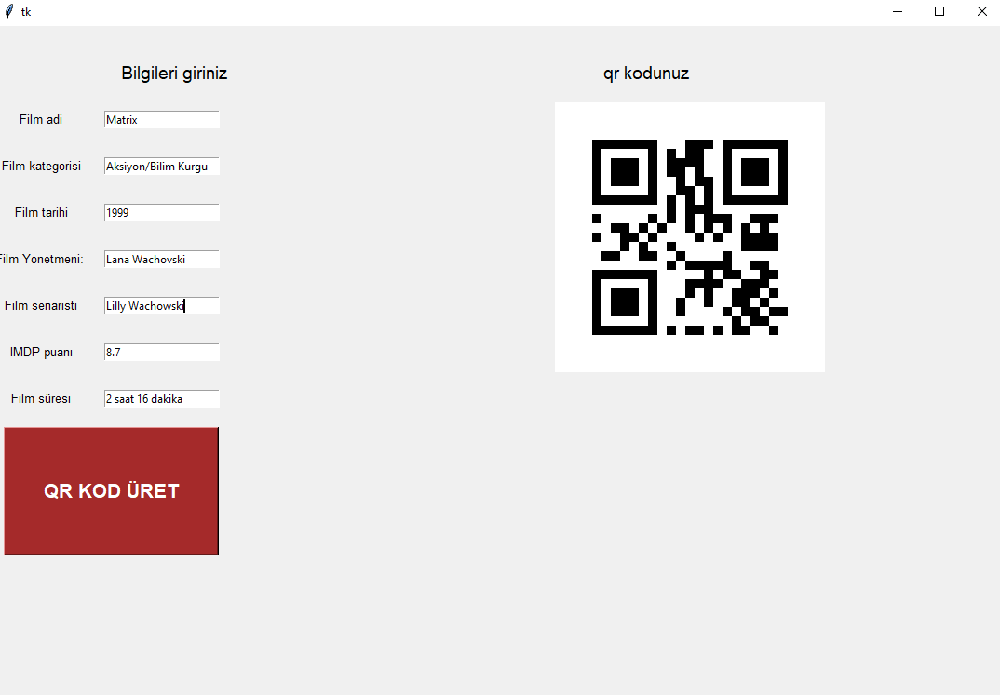 tk
Bilgileri giriniz
qr kodunuz
Film adi Matrix
Film kategorisi Aksiyon/Bilim Kurgu
Film tarihi 1999
Film Yonetmeni: Lana Wachovski
Film senaristi Lilly Wachowski
IMDP puanı 8.7
Film süresi 2 saat 16 dakika
QR KOD ÜRET